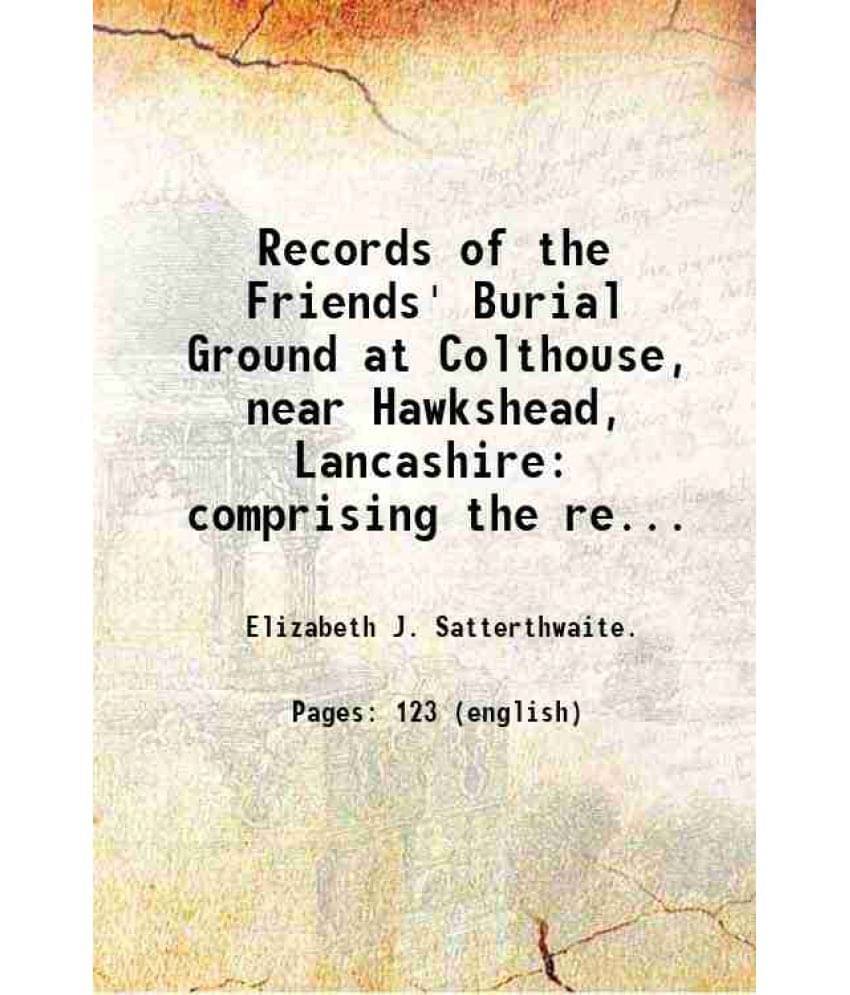 Records of the
Friends' Burial
Ground at Colthouse,
near Hawkshead,
Lancashire:
comprising the re...
Elizabeth J. Satterthwaite.
Pages: 123 (english)